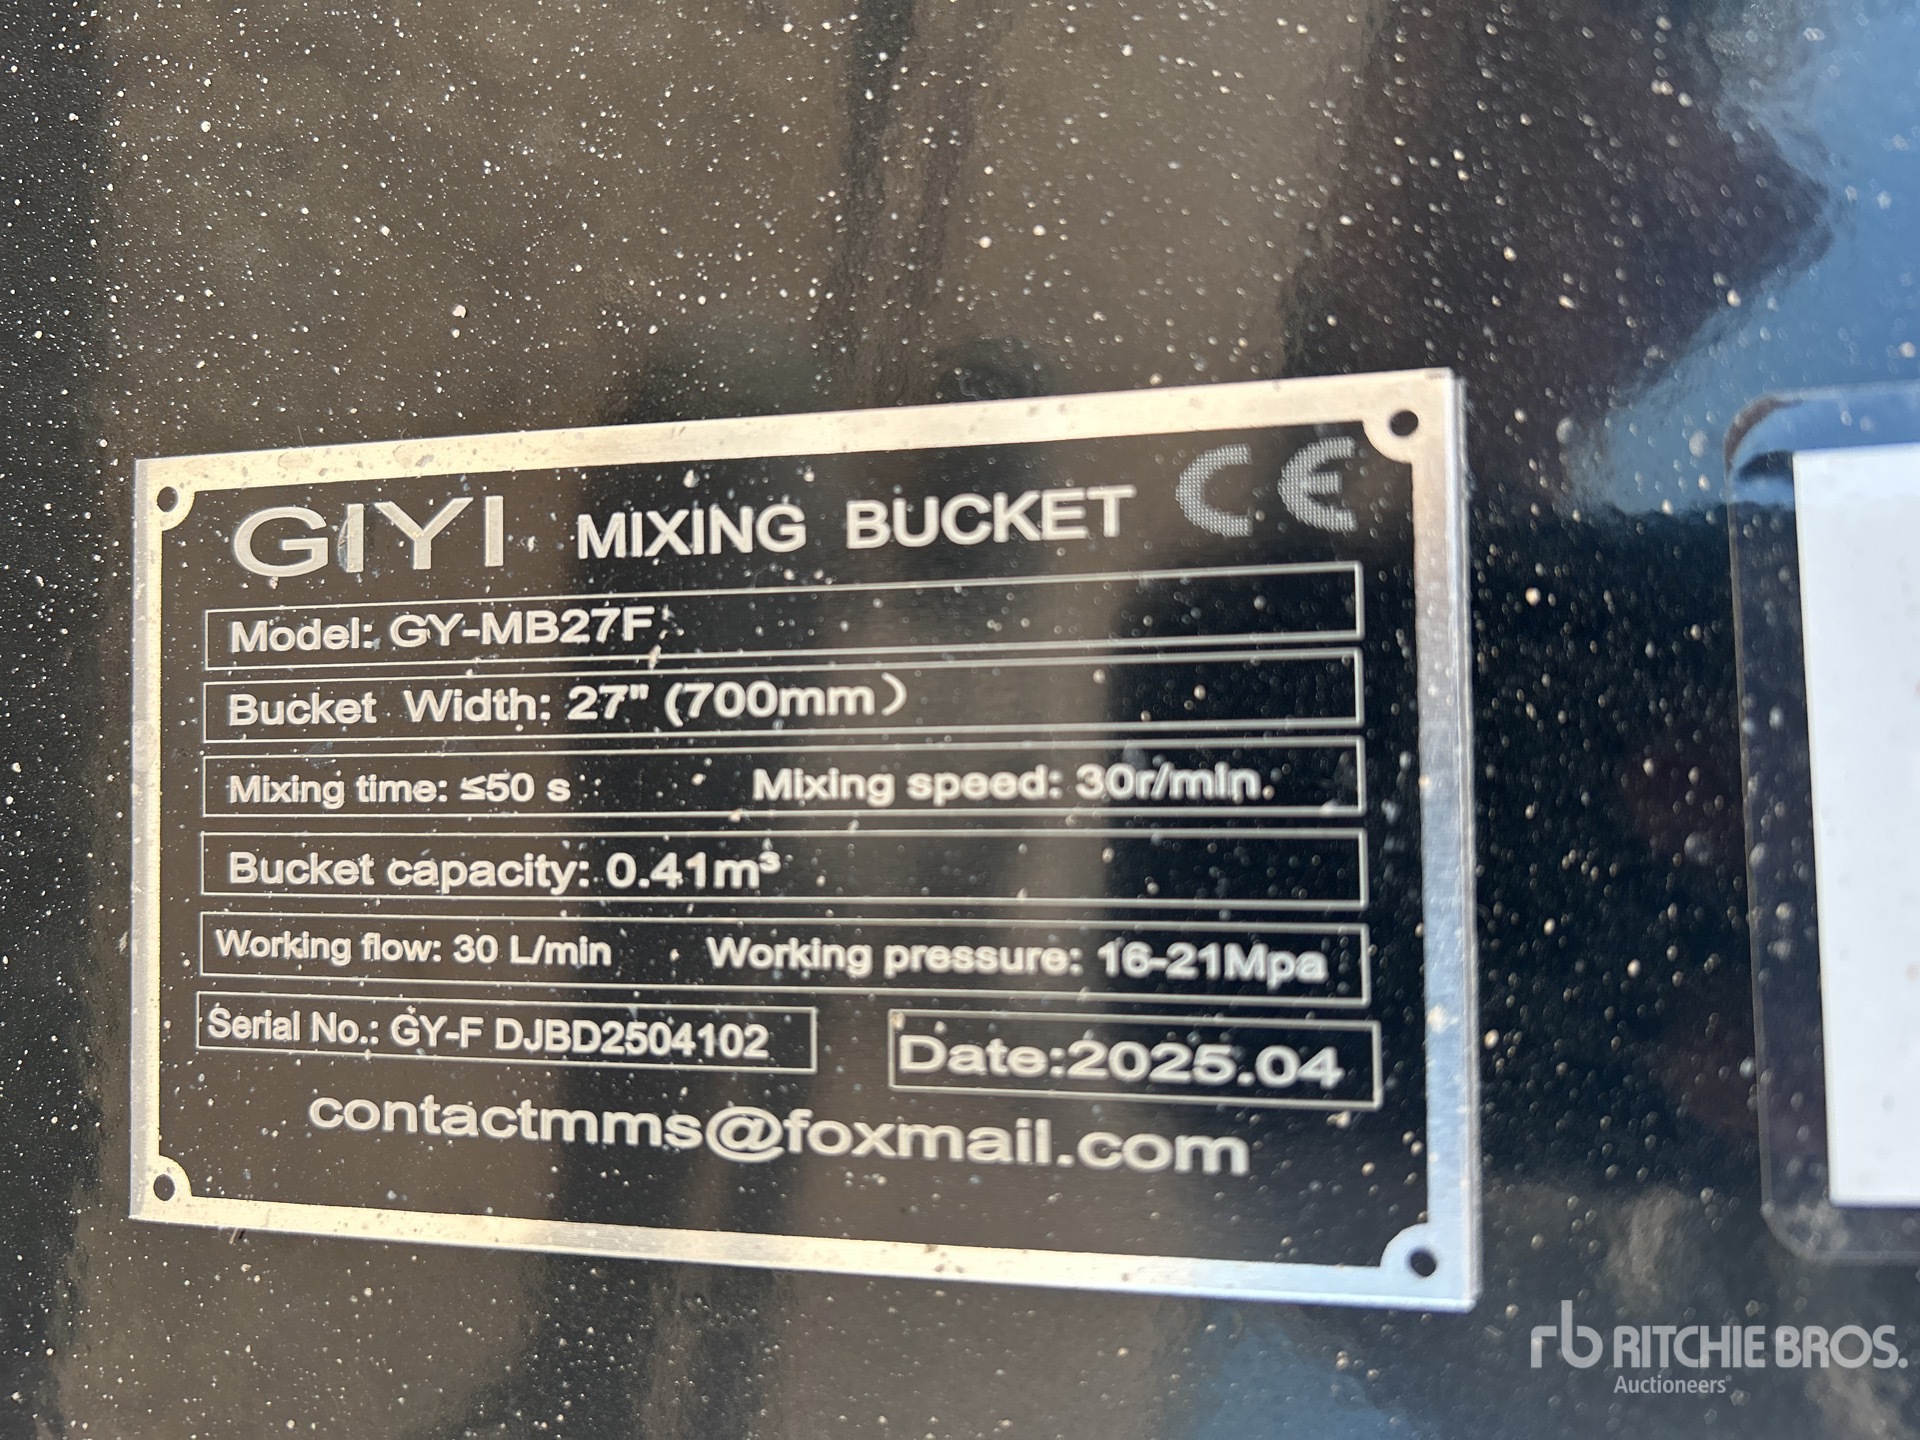 GIYI MIXING BUCKET CE
Model: GY-MB27F
Bucket Width: 27" (700mm)
Mixing time: ≤50 s Mixing speed: 30r/min
Bucket capacity: 0.41m³
Working flow: 30 L/min Working pressure: 16-21Mpa
Serial No.: GY-F DJBD2504102 Date:2025.04
contactmms@foxmail.com
rb RITCHIE BROS.
Auctioneers